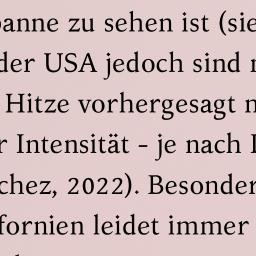 panne zu sehen ist (sie
der USA jedoch sind
Hitze vorhergesagt
r Intensität - je nach
chez, 2022). Besonder
fornien leidet immer